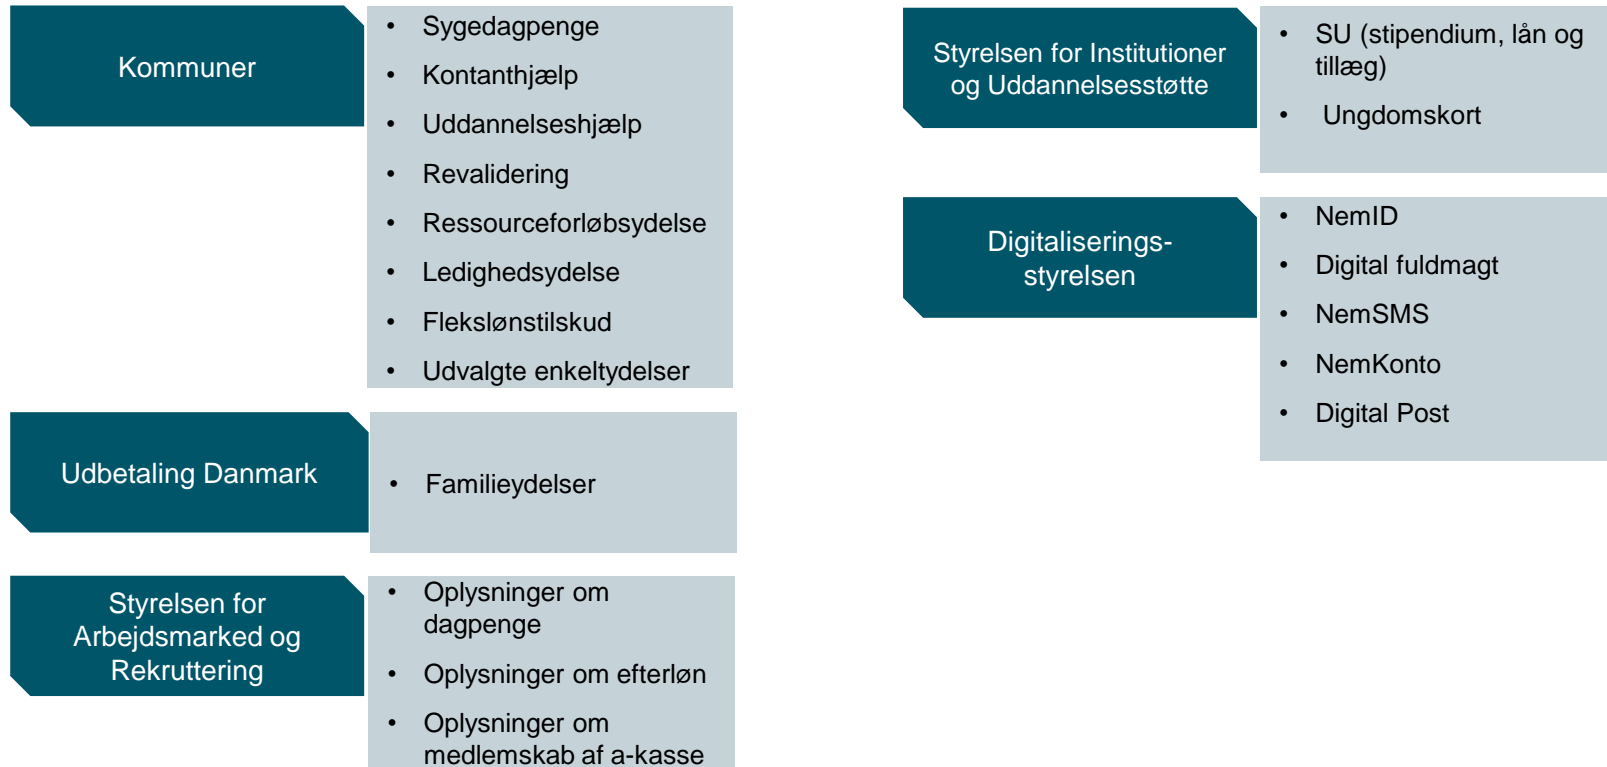 Kommuner
• Sygedagpenge
• Kontanthjælp
• Uddannelseshjælp
• Revalidering
• Ressourceforløbsydelse
• Ledighedsydelse
• Flekslønstilskud
• Udvalgte enkeltydelser
Udbetaling Danmark
• Familieydelser
Styrelsen for
Arbejdsmarked og
Rekruttering
• Oplysninger om
dagpenge
• Oplysninger om efterløn
• Oplysninger om
medlemskab af a-kasse
Styrelsen for Institutioner
og Uddannelsesstøtte
• SU (stipendium, lån og
tillæg)
• Ungdomskort
Digitaliserings-
styrelsen
• NemID
• Digital fuldmagt
• NemSMS
• NemKonto
• Digital Post